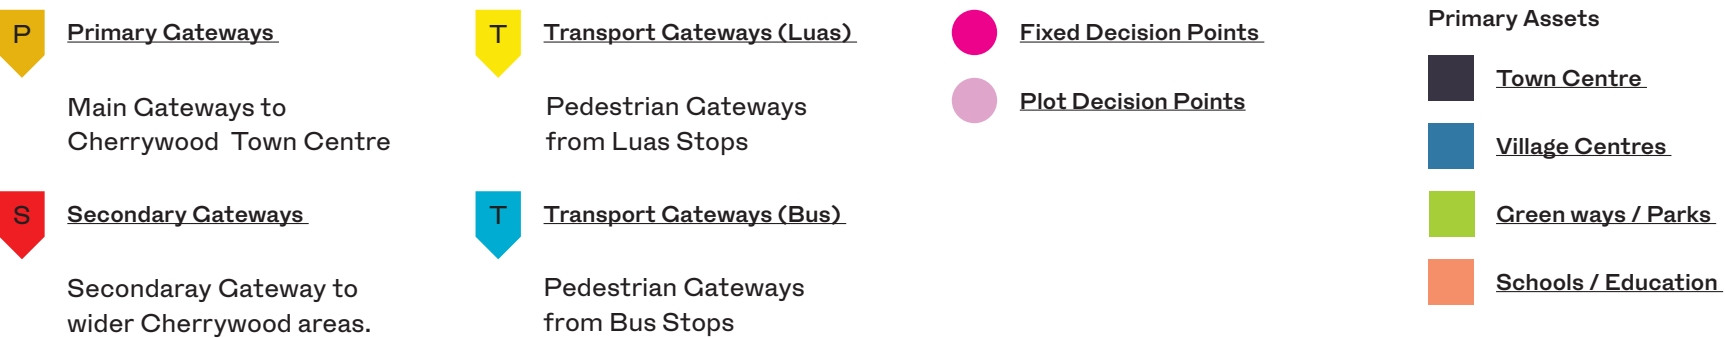 P
Primary Gateways
Main Gateways to
Cherrywood Town Centre
S
Secondary Gateways
Secondaray Gateway to
wider Cherrywood areas.
T
Transport Gateways (Luas)
Pedestrian Gateways
from Luas Stops
T
Transport Gateways (Bus)
Pedestrian Gateways
from Bus Stops
Fixed Decision Points
Plot Decision Points
Primary Assets
Town Centre
Village Centres
Green ways / Parks
Schools / Education